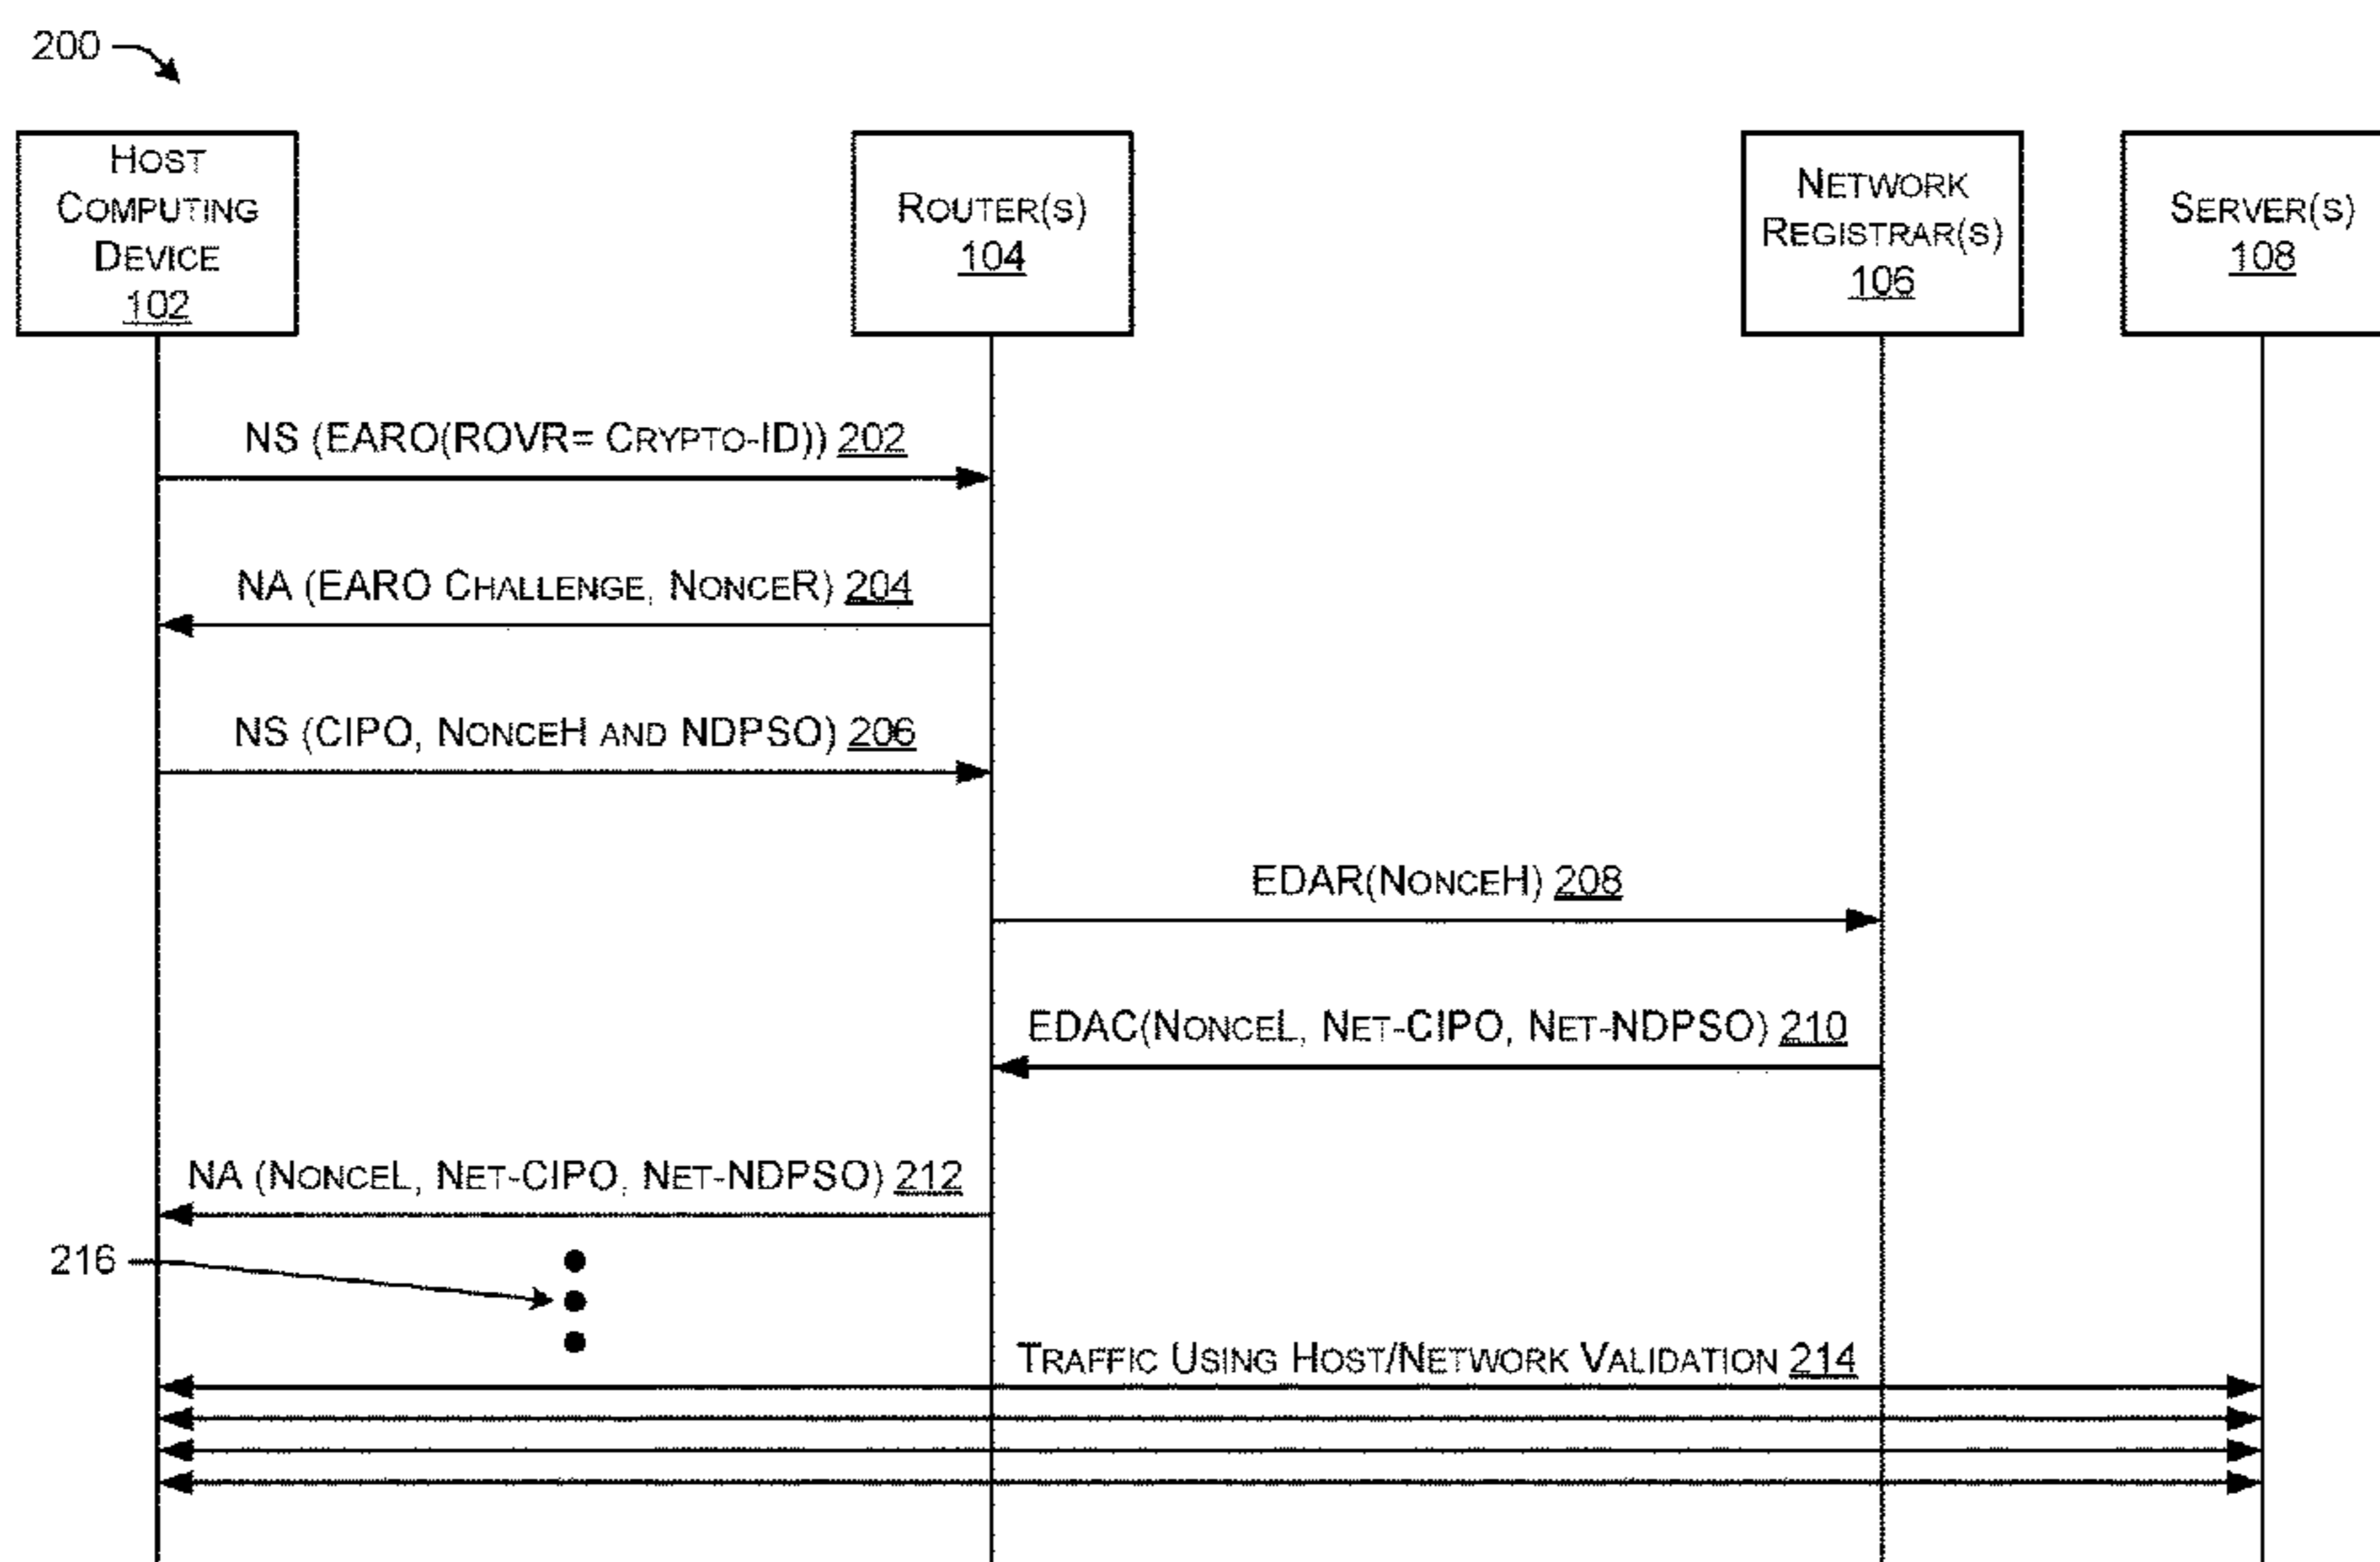 200
HOST
COMPUTING
DEVICE
102
ROUTER(S)
104
NETWORK
REGISTRAR(S)
106
SERVER(S)
108
NS (EARO(ROVR= CRYPTO-ID)) 202
NA (EARO CHALLENGE, NONCER) 204
NS (CIPO, NONCEH AND NDPSO) 206
EDAR(NONCEH) 208
EDAC(NONCEL, NET-CIPO, NET-NDPSO) 210
NA (NONCEL, NET-CIPO, NET-NDPSO) 212
216
TRAFFIC USING HOST/NETWORK VALIDATION 214